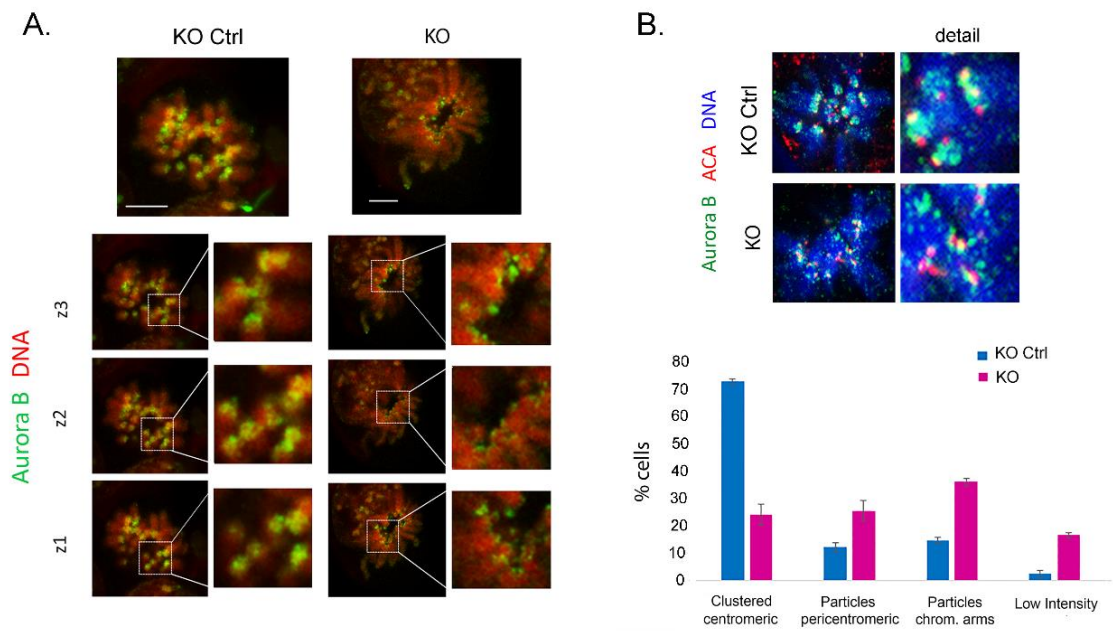 A.
KO Ctrl
KO
z3
z2
z1
Aurora B DNA
B.
detail
Aurora B ACA DNA
KO Ctrl
KO
KO Ctrl
KO
% cells
80
70
60
50
40
30
20
10
0
Clustered
centromeric
Particles
pericentromeric
Particles
chrom. arms
Low Intensity